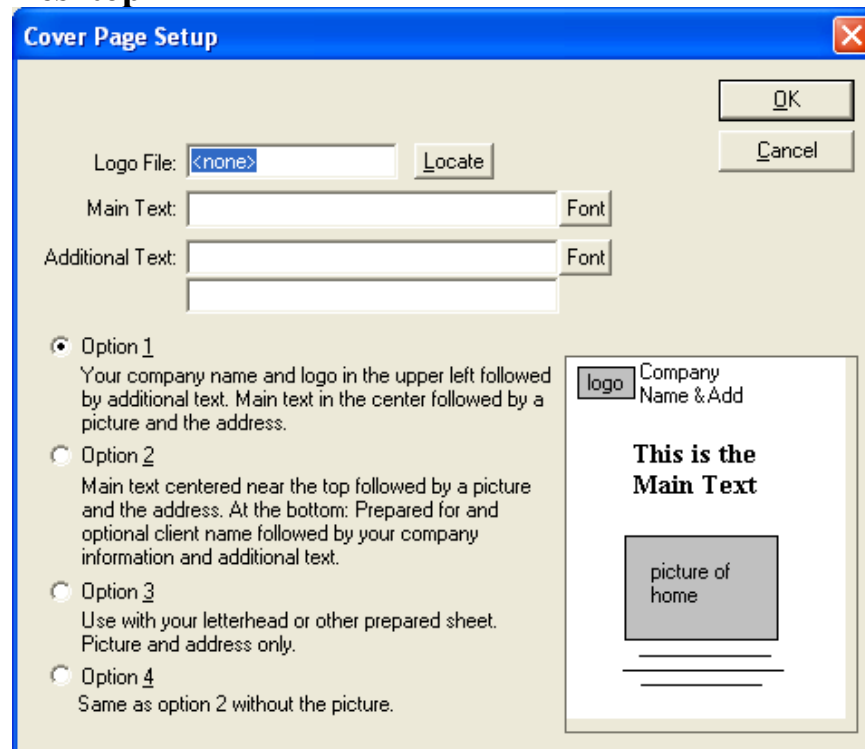 Cover Page Setup
OK
Cancel
Logo File: <none> Locate
Main Text: Font
Additional Text: Font
Option 1
Your company name and logo in the upper left followed
by additional text. Main text in the center followed by a
picture and the address.
Option 2
Main text centered near the top followed by a picture
and the address. At the bottom: Prepared for and
optional client name followed by your company
information and additional text.
Option 3
Use with your letterhead or other prepared sheet.
Picture and address only.
Option 4
Same as option 2 without the picture.
logo Company
Name & Add
This is the
Main Text
picture of
home